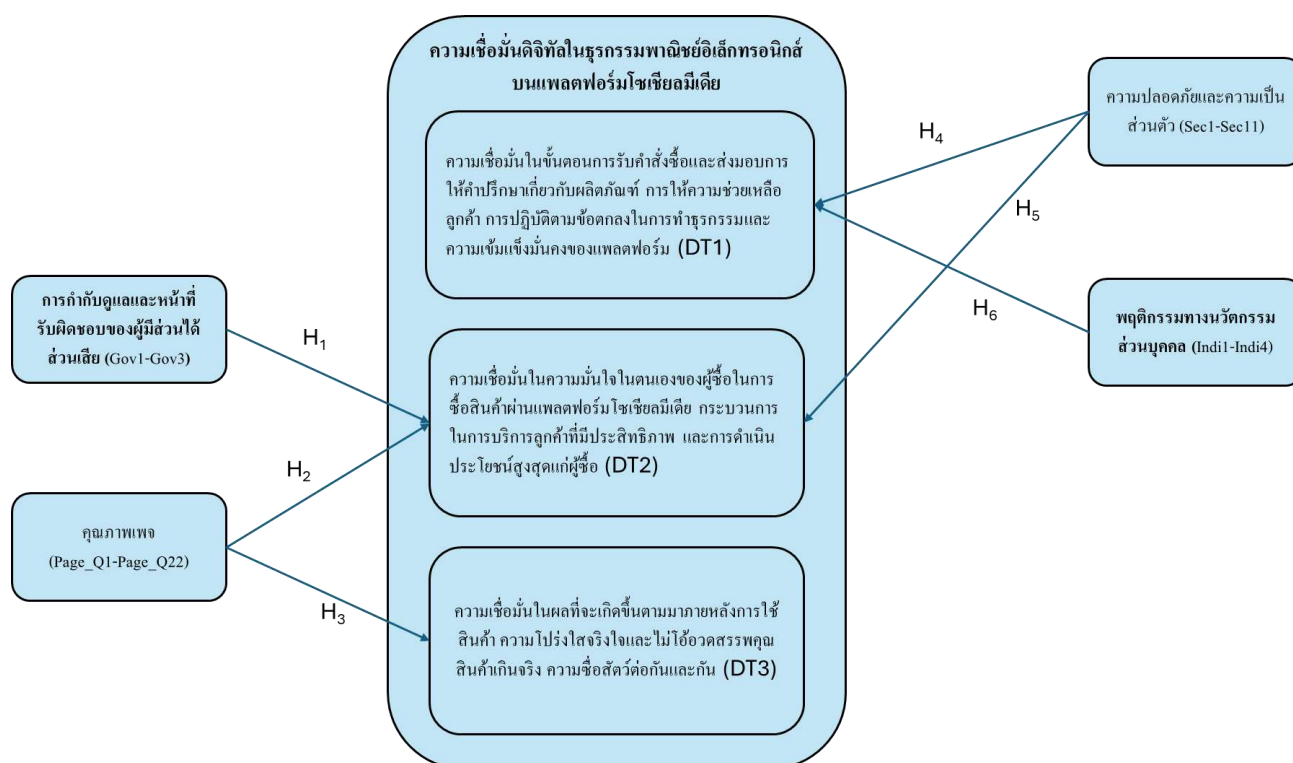 ความเชื่อมั่นดิจิทัลในธุรกรรมพาณิชย์อิเล็กทรอนิกส์
บนแพลตฟอร์มโซเชียลมีเดีย
ความเชื่อมั่นในขั้นตอนการรับคำสั่งซื้อและส่งมอบการ
ให้คำปรึกษาเกี่ยวกับผลิตภัณฑ์ การให้ความช่วยเหลือ
ลูกค้า การปฏิบัติตามข้อตกลงในการทำธุรกรรมและ
ความเข้มแข็งมั่นคงของแพลตฟอร์ม (DT1)
ความเชื่อมั่นในความมั่นใจในตนเองของผู้ซื้อในการ
ซื้อสินค้าผ่านแพลตฟอร์มโซเชียลมีเดีย กระบวนการ
ในการบริการลูกค้าที่มีประสิทธิภาพ และการดำเนิน
ประโยชน์สูงสุดแก่ผู้ซื้อ (DT2)
ความเชื่อมั่นในผลที่จะเกิดขึ้นตามมาภายหลังการใช้
สินค้า ความโปร่งใสจริงใจและไม่โอ้อวดสรรพคุณ
สินค้าเกินจริง ความซื่อสัตว์ต่อกันและกัน (DT3)
การกำกับดูแลและหน้าที่
รับผิดชอบของผู้มีส่วนได้
ส่วนเสีย (Gov1-Gov3)
คุณภาพเพจ
(Page_Q1-Page_Q22)
ความปลอดภัยและความเป็น
ส่วนตัว (Sec1-Sec11)
พฤติกรรมทางนวัตกรรม
ส่วนบุคคล (Indi1-Indi4)
H₁
H₂
H₃
H₄
H₅
H₆